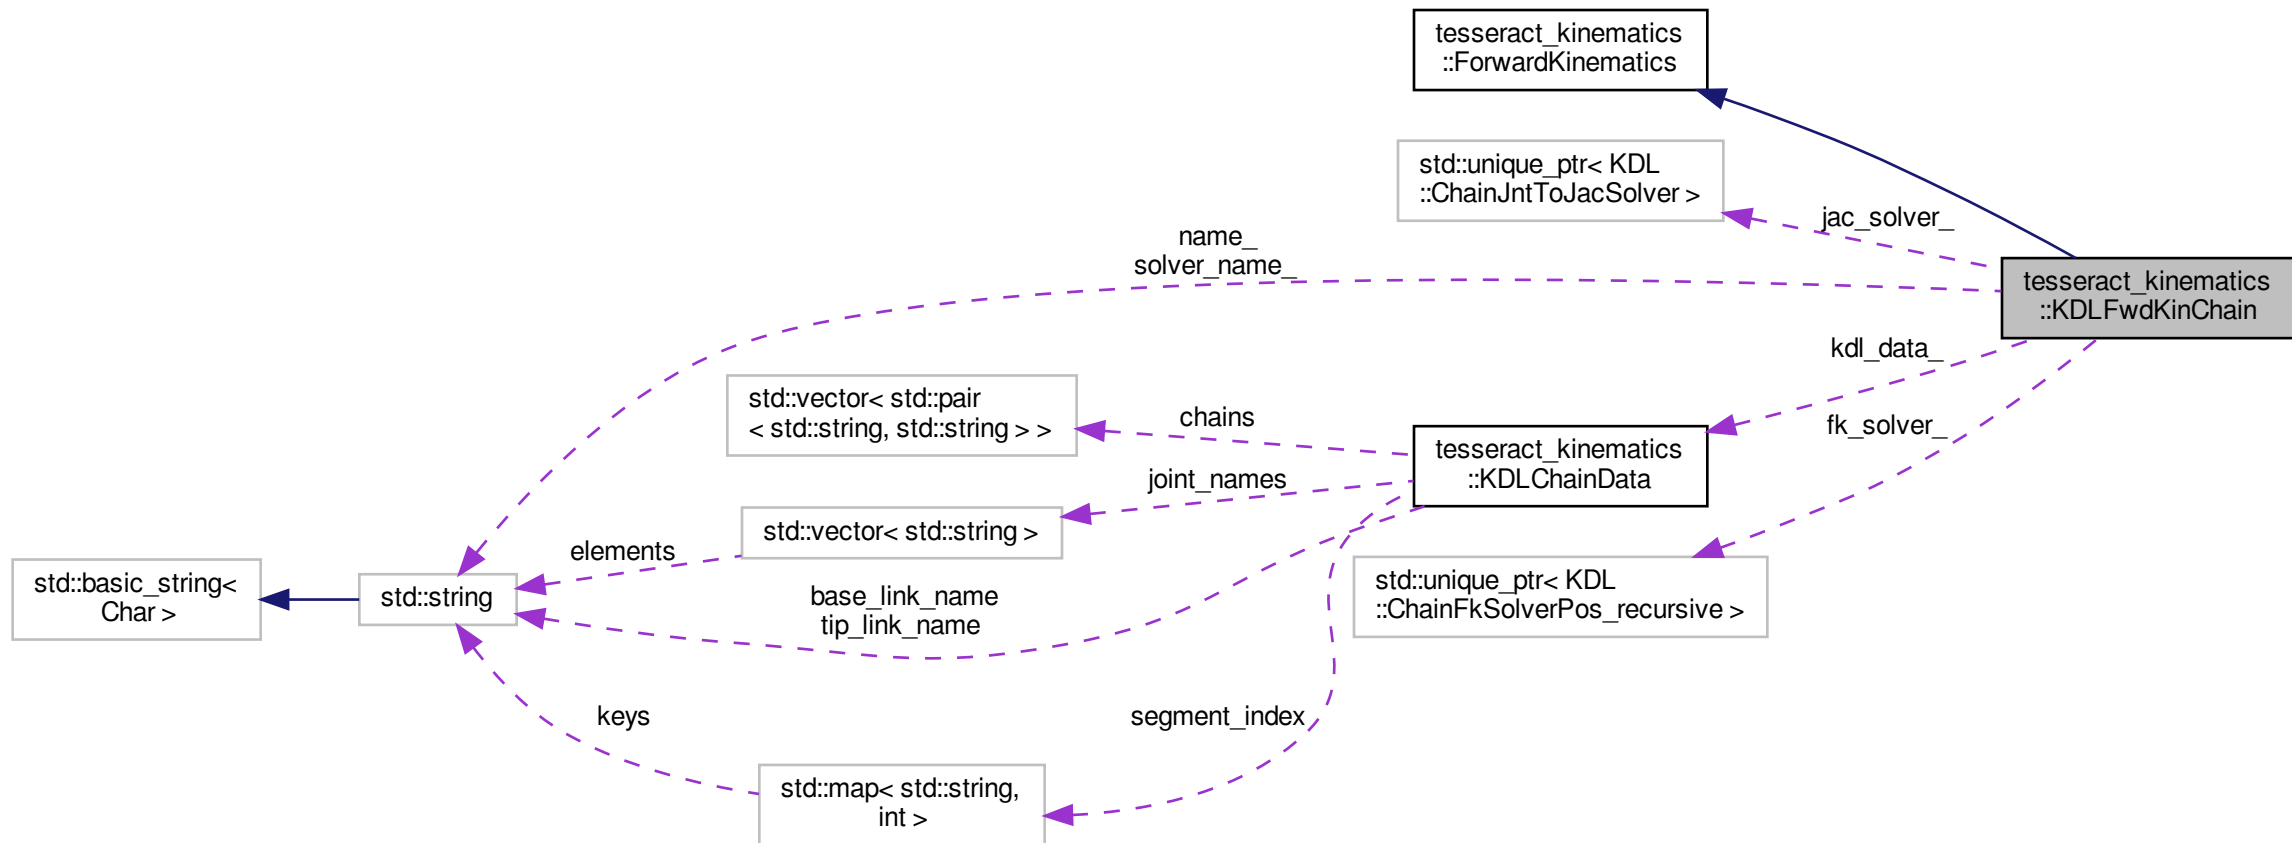 tesseract_kinematics
::ForwardKinematics
std::unique_ptr< KDL
::ChainJntToJacSolver >
jac_solver_
name_
solver_name_
tesseract_kinematics
::KDLFwdKinChain
kdl_data_
fk_solver_
std::vector< std::pair
< std::string, std::string > >
chains
tesseract_kinematics
::KDLChainData
joint_names
std::vector< std::string >
elements
std::basic_string<
Char >
std::string
base_link_name
tip_link_name
std::unique_ptr< KDL
::ChainFkSolverPos_recursive >
keys
segment_index
std::map< std::string,
int >